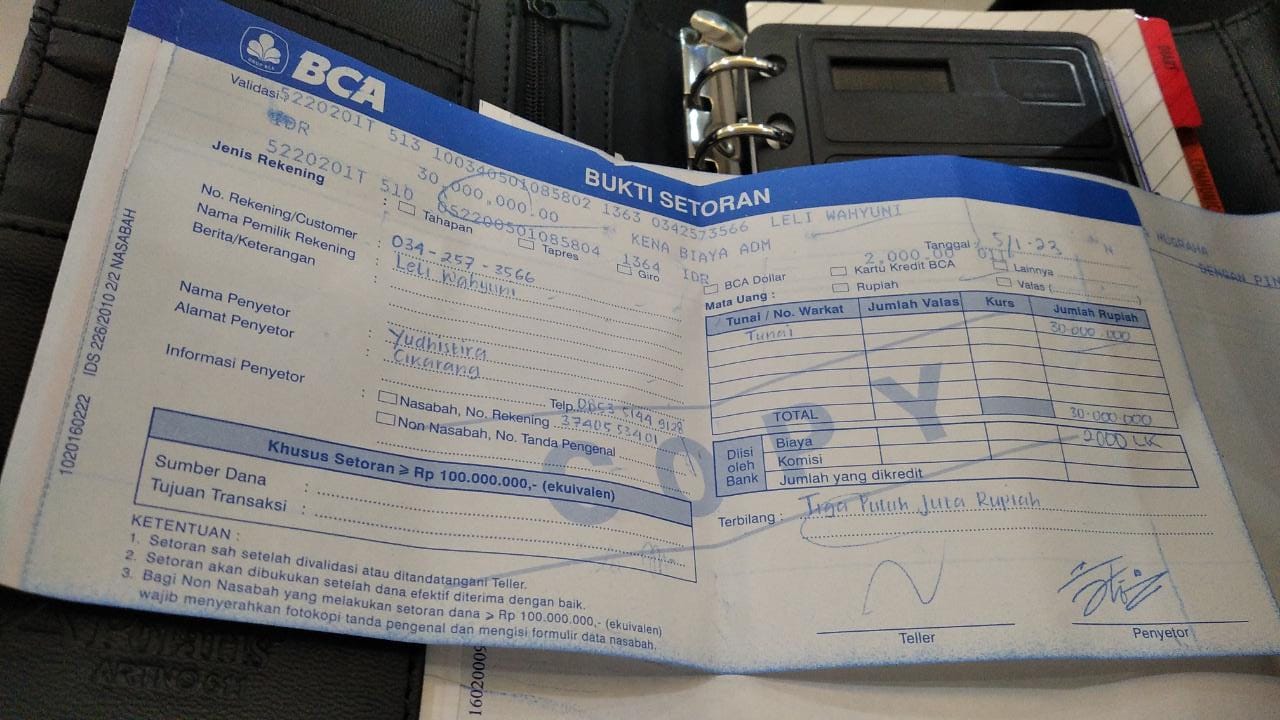 BCA
BUKTI SETORAN
Validasi :
5220201T 513 100340501085802 1363 0342573566 LELI WAHYUNI
IDR 30,000,000.00 KENA BIAYA ADM
5220201T 510 052200501085804 1364 IDR 2,000.00 011
NUGRAHA
DENGAN PIN
Tanggal : 5/1-23
Jenis Rekening : Tahapan Tapres Giro BCA Dollar Kartu Kredit BCA Lainnya
Mata Uang : Rupiah Valas ( )
No. Rekening/Customer : 034-257-3566
Nama Pemilik Rekening : Leli Wahyuni
Berita/Keterangan :
Nama Penyetor : Yudhistira
Alamat Penyetor : Cikarang
Telp. 0853 5144 9128
Informasi Penyetor : Nasabah, No. Rekening 3740553401
Non Nasabah, No. Tanda Pengenal
Tunai / No. Warkat Jumlah Valas Kurs Jumlah Rupiah
Tunai 30.000.000
TOTAL 30.000.000
Diisi oleh Bank
Biaya 2000 LK
Komisi
Jumlah yang dikredit
Khusus Setoran ≥ Rp 100.000.000,- (ekuivalen)
Sumber Dana :
Tujuan Transaksi :
Terbilang : Tiga Puluh Juta Rupiah
COPY
KETENTUAN :
1. Setoran sah setelah divalidasi atau ditandatangani Teller.
2. Setoran akan dibukukan setelah dana efektif diterima dengan baik.
3. Bagi Non Nasabah yang melakukan setoran dana ≥ Rp 100.000.000,- (ekuivalen)
wajib menyerahkan fotokopi tanda pengenal dan mengisi formulir data nasabah.
Teller
Penyetor
1020160222 IDS 226/2010 2/2 NASABAH
16020009